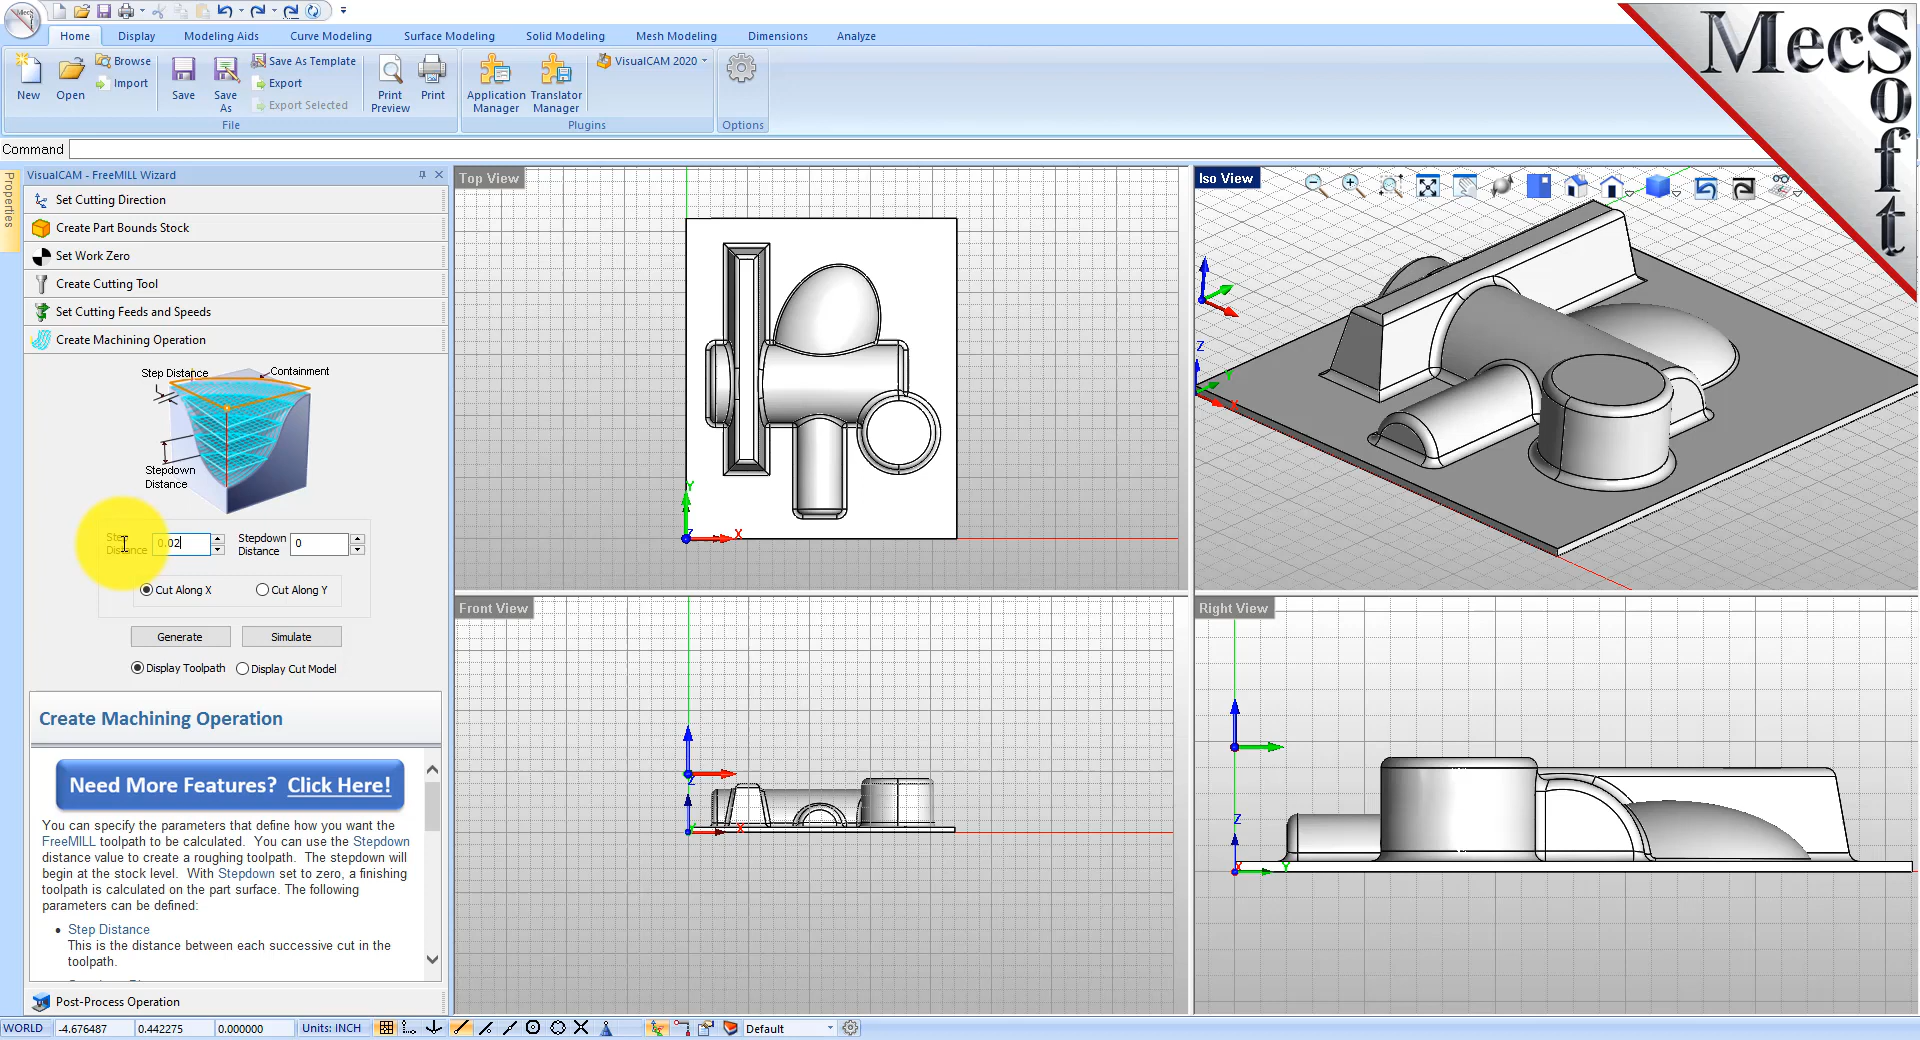 MecSoft
Home Display Modeling Aids Curve Modeling Surface Modeling Solid Modeling Mesh Modeling Dimensions Analyze
New
Open
Browse
Import
Save
Save As
Save As Template
Export
Export Selected
Print Preview
Print
File
Application Manager
Translator Manager
VisualCAM 2020
Plugins
Options
Command
Properties
VisualCAM - FreeMILL Wizard
Set Cutting Direction
Create Part Bounds Stock
Set Work Zero
Create Cutting Tool
Set Cutting Feeds and Speeds
Create Machining Operation
Step Distance
Containment
Stepdown
Distance
Step
Distance
0.02
Stepdown
Distance
0
Cut Along X Cut Along Y
Generate Simulate
Display Toolpath Display Cut Model
Create Machining Operation
Need More Features? Click Here!
You can specify the parameters that define how you want the
FreeMILL toolpath to be calculated. You can use the Stepdown
distance value to create a roughing toolpath. The stepdown will
begin at the stock level. With Stepdown set to zero, a finishing
toolpath is calculated on the part surface. The following
parameters can be defined:
• Step Distance
This is the distance between each successive cut in the
toolpath.
Post-Process Operation
Top View
Y
Z
X
Iso View
Z
Y
X
Front View
Z
Y
X
Right View
Z
X
Y
WORLD -4.676487 0.442275 0.000000 Units: INCH Default